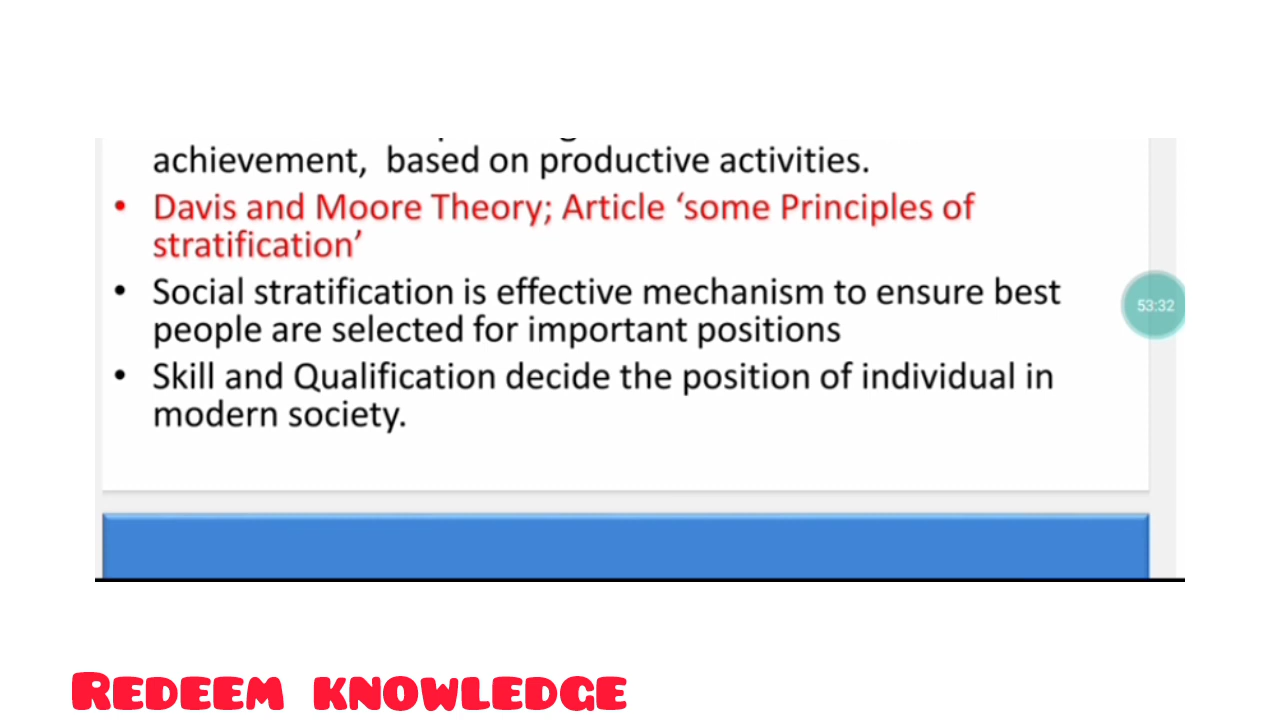 achievement, based on productive activities.
• Davis and Moore Theory; Article ‘some Principles of
stratification’
• Social stratification is effective mechanism to ensure best
people are selected for important positions
53:32
• Skill and Qualification decide the position of individual in
modern society.
REDEEM KNOWLEDGE